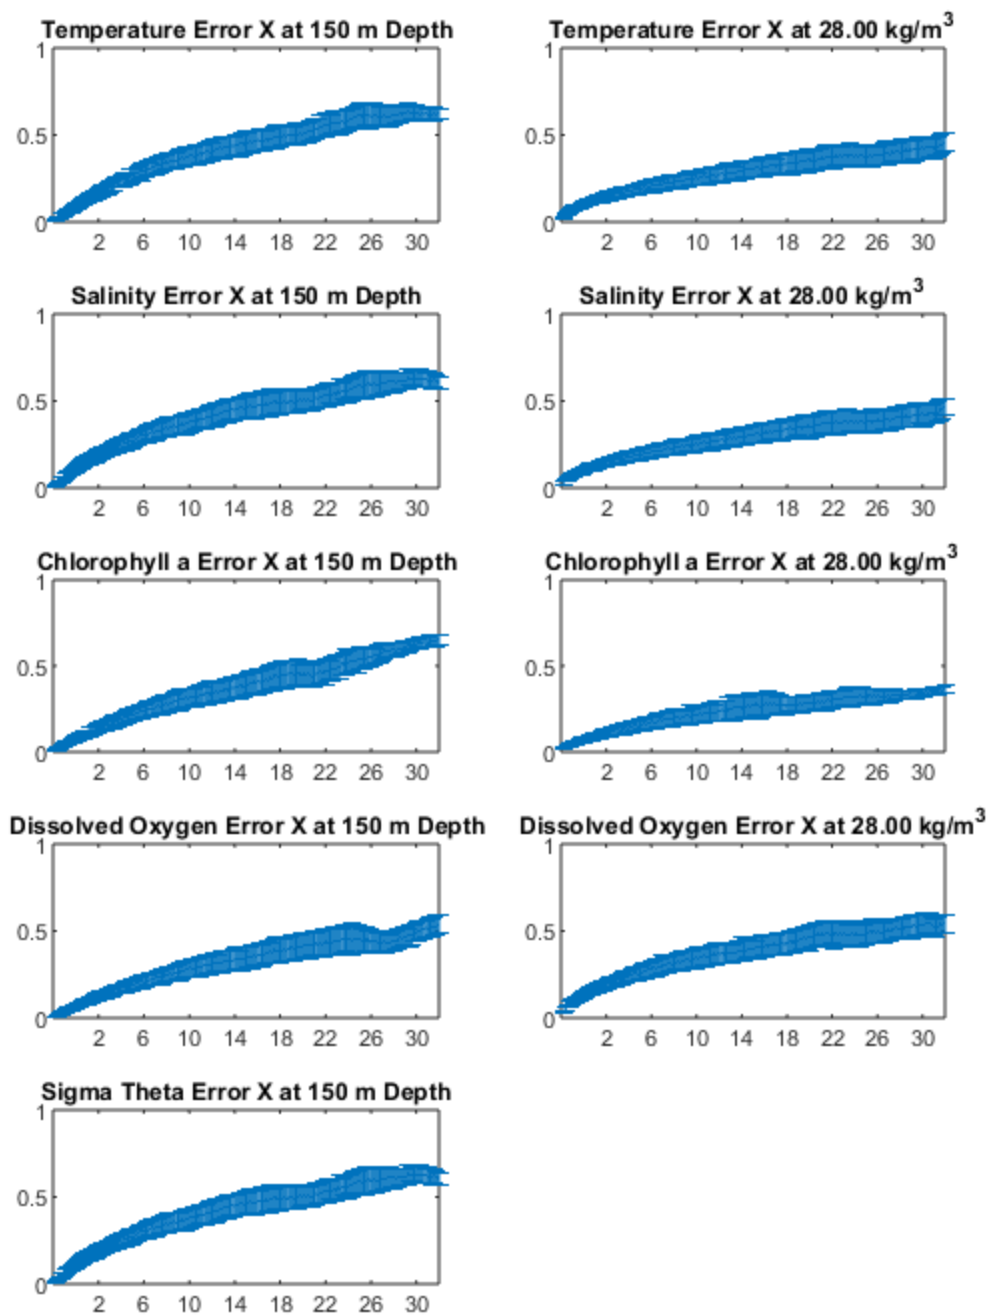 Temperature Error X at 150 m Depth
1
0.5
0
2 6 10 14 18 22 26 30
Temperature Error X at 28.00 kg/m³
1
0.5
0
2 6 10 14 18 22 26 30
Salinity Error X at 150 m Depth
1
0.5
0
2 6 10 14 18 22 26 30
Salinity Error X at 28.00 kg/m³
1
0.5
0
2 6 10 14 18 22 26 30
Chlorophyll a Error X at 150 m Depth
1
0.5
0
2 6 10 14 18 22 26 30
Chlorophyll a Error X at 28.00 kg/m³
1
0.5
0
2 6 10 14 18 22 26 30
Dissolved Oxygen Error X at 150 m Depth
1
0.5
0
2 6 10 14 18 22 26 30
Dissolved Oxygen Error X at 28.00 kg/m³
1
0.5
0
2 6 10 14 18 22 26 30
Sigma Theta Error X at 150 m Depth
1
0.5
0
2 6 10 14 18 22 26 30